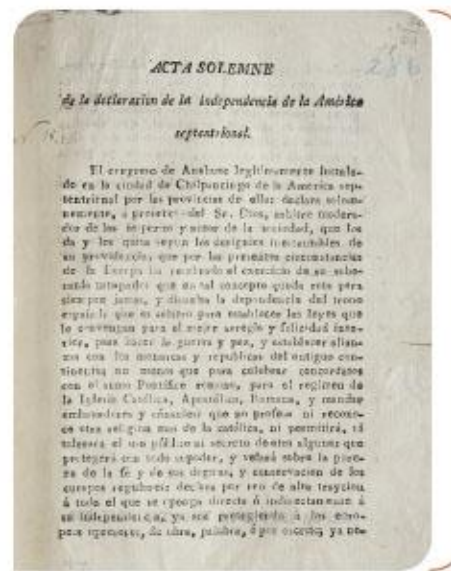 ACTA SOLEMNE
de la declaracion de la independencia de la América
septentrional.
El congreso de Anahuac legitimamente instala-
do en la ciudad de Chilpancingo de la America sep-
tentrional por las provincias de ella: declara solem-
nemente, a presencia del Sr. Dios, arbitro modera-
dor de los imperios y autor de la sociedad, que los
da y los quita segun los designios inescrutables de
su providencia, que por las presentes circunstancias
de la Europa ha recobrado el exercicio de su sobe-
rania usurpado: que en tal concepto queda rota para
siempre jamas, y disuelta la dependencia del trono
español: que es arbitro para establecer las leyes que
le convengan para el mejor arreglo y felicidad inte-
rior, para hacer la guerra y paz, y establecer alian-
zas con los monarcas y republicas del antiguo con-
tinente, no menos que para celebrar concordatos
con el sumo Pontifice romano, para el regimen de
la Iglesia Católica, Apostólica, Romana, y mandar
embaxadores y cónsules: que no profesa ni recono-
ce otra religion mas de la católica, ni permitirá, ni
tolerará el uso público ni secreto de otra alguna: que
protegerá con todo su poder, y velará sobre la pure-
za de la fé y de sus dogmas, y conservacion de los
cuerpos regulares: declara por reo de alta traycion
á todo el que se oponga directa ó indirectamente á
su independencia, ya sea protegiendo á los euro-
peos opresores, de obra, palabra, ó por escrito, ya ne-